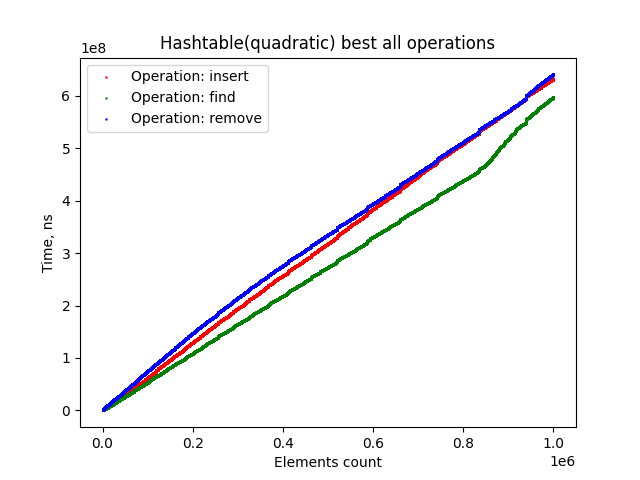 Hashtable(quadratic) best all operations
1e8
Operation: insert
Operation: find
Operation: remove
6
5
4
3
2
1
0
Time, ns
0.0 0.2 0.4 0.6 0.8 1.0
1e6
Elements count